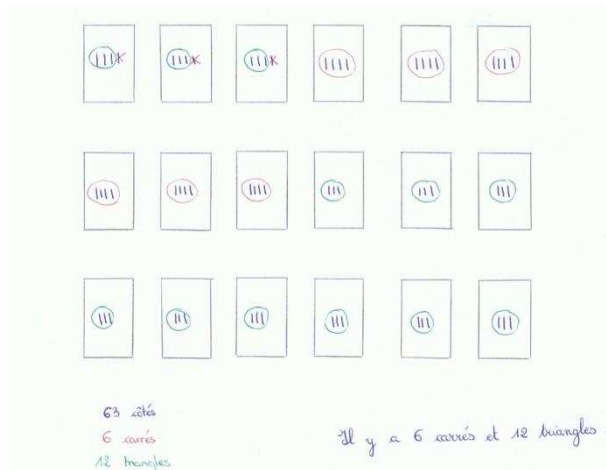 63 côtés
6 carrés
12 triangles
Il y a 6 carrés et 12 triangles